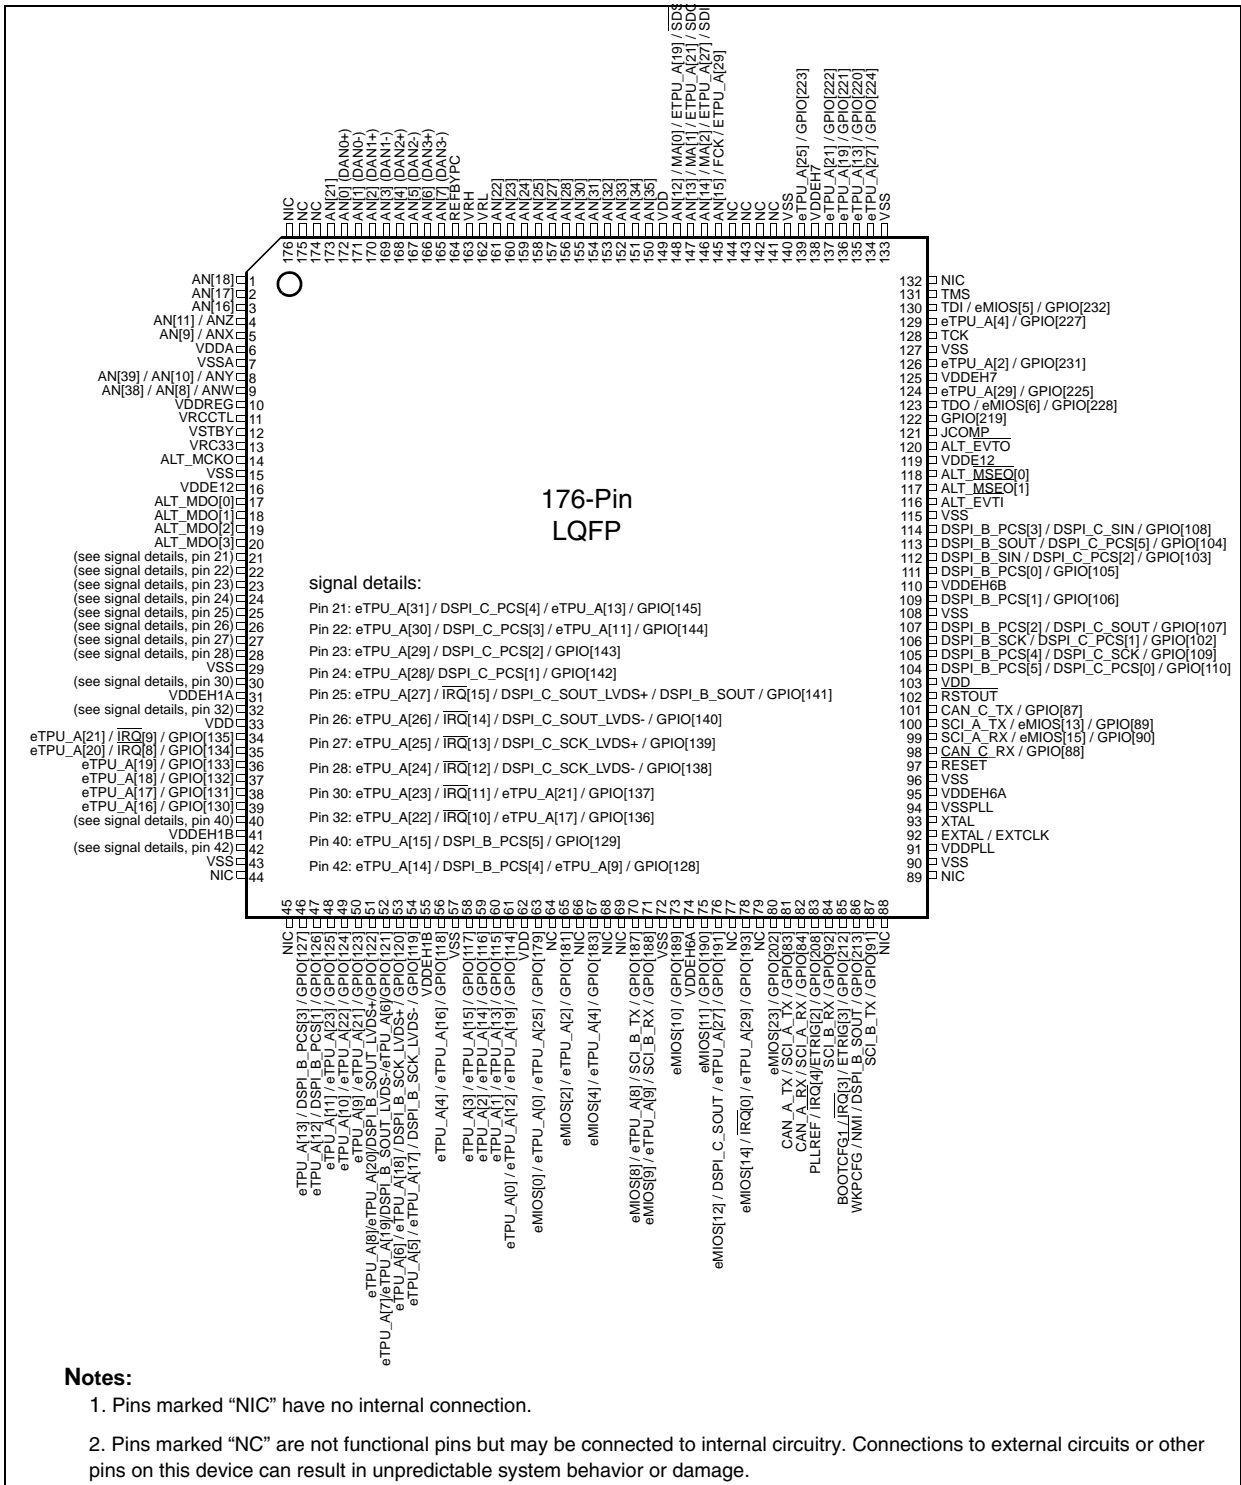 AN[12] / MA[0] / ETPU_A[19] / SDS
AN[13] / MA[1] / ETPU_A[21] / SDO
AN[14] / MA[2] / ETPU_A[27] / SDI
AN[15] / FCK / ETPU_A[29]
NIC 176
NC 175
NC 174
AN[21] 173
AN[0] (DAN0+) 172
AN[1] (DAN0-) 171
AN[2] (DAN1+) 170
AN[3] (DAN1-) 169
AN[4] (DAN2+) 168
AN[5] (DAN2-) 167
AN[6] (DAN3+) 166
AN[7] (DAN3-) 165
REFBYPC 164
VRH 163
VRL 162
AN[22] 161
AN[23] 160
AN[24] 159
AN[25] 158
AN[27] 157
AN[28] 156
AN[30] 155
AN[31] 154
AN[32] 153
AN[33] 152
AN[34] 151
AN[35] 150
VDD 149
148
147
146
145
NC 144
NC 143
NC 142
NC 141
VSS 140
eTPU_A[25] / GPIO[223] 139
VDDEH7 138
eTPU_A[21] / GPIO[222] 137
eTPU_A[19] / GPIO[221] 136
eTPU_A[13] / GPIO[220] 135
eTPU_A[27] / GPIO[224] 134
VSS 133
AN[18] 1
AN[17] 2
AN[16] 3
AN[11] / ANZ 4
AN[9] / ANX 5
VDDA 6
VSSA 7
AN[39] / AN[10] / ANY 8
AN[38] / AN[8] / ANW 9
VDDREG 10
VRCCTL 11
VSTBY 12
VRC33 13
ALT_MCKO 14
VSS 15
VDDE12 16
ALT_MDO[0] 17
ALT_MDO[1] 18
ALT_MDO[2] 19
ALT_MDO[3] 20
(see signal details, pin 21) 21
(see signal details, pin 22) 22
(see signal details, pin 23) 23
(see signal details, pin 24) 24
(see signal details, pin 25) 25
(see signal details, pin 26) 26
(see signal details, pin 27) 27
(see signal details, pin 28) 28
VSS 29
(see signal details, pin 30) 30
VDDEH1A 31
(see signal details, pin 32) 32
VDD 33
eTPU_A[21] / IRQ[9] / GPIO[135] 34
eTPU_A[20] / IRQ[8] / GPIO[134] 35
eTPU_A[19] / GPIO[133] 36
eTPU_A[18] / GPIO[132] 37
eTPU_A[17] / GPIO[131] 38
eTPU_A[16] / GPIO[130] 39
(see signal details, pin 40) 40
VDDEH1B 41
(see signal details, pin 42) 42
VSS 43
NIC 44
176-Pin
LQFP
signal details:
Pin 21: eTPU_A[31] / DSPI_C_PCS[4] / eTPU_A[13] / GPIO[145]
Pin 22: eTPU_A[30] / DSPI_C_PCS[3] / eTPU_A[11] / GPIO[144]
Pin 23: eTPU_A[29] / DSPI_C_PCS[2] / GPIO[143]
Pin 24: eTPU_A[28]/ DSPI_C_PCS[1] / GPIO[142]
Pin 25: eTPU_A[27] / IRQ[15] / DSPI_C_SOUT_LVDS+ / DSPI_B_SOUT / GPIO[141]
Pin 26: eTPU_A[26] / IRQ[14] / DSPI_C_SOUT_LVDS- / GPIO[140]
Pin 27: eTPU_A[25] / IRQ[13] / DSPI_C_SCK_LVDS+ / GPIO[139]
Pin 28: eTPU_A[24] / IRQ[12] / DSPI_C_SCK_LVDS- / GPIO[138]
Pin 30: eTPU_A[23] / IRQ[11] / eTPU_A[21] / GPIO[137]
Pin 32: eTPU_A[22] / IRQ[10] / eTPU_A[17] / GPIO[136]
Pin 40: eTPU_A[15] / DSPI_B_PCS[5] / GPIO[129]
Pin 42: eTPU_A[14] / DSPI_B_PCS[4] / eTPU_A[9] / GPIO[128]
132 NIC
131 TMS
130 TDI / eMIOS[5] / GPIO[232]
129 eTPU_A[4] / GPIO[227]
128 TCK
127 VSS
126 eTPU_A[2] / GPIO[231]
125 VDDEH7
124 eTPU_A[29] / GPIO[225]
123 TDO / eMIOS[6] / GPIO[228]
122 GPIO[219]
121 JCOMP
120 ALT_EVTO
119 VDDE12
118 ALT_MSEO[0]
117 ALT_MSEO[1]
116 ALT_EVTI
115 VSS
114 DSPI_B_PCS[3] / DSPI_C_SIN / GPIO[108]
113 DSPI_B_SOUT / DSPI_C_PCS[5] / GPIO[104]
112 DSPI_B_SIN / DSPI_C_PCS[2] / GPIO[103]
111 DSPI_B_PCS[0] / GPIO[105]
110 VDDEH6B
109 DSPI_B_PCS[1] / GPIO[106]
108 VSS
107 DSPI_B_PCS[2] / DSPI_C_SOUT / GPIO[107]
106 DSPI_B_SCK / DSPI_C_PCS[1] / GPIO[102]
105 DSPI_B_PCS[4] / DSPI_C_SCK / GPIO[109]
104 DSPI_B_PCS[5] / DSPI_C_PCS[0] / GPIO[110]
103 VDD
102 RSTOUT
101 CAN_C_TX / GPIO[87]
100 SCI_A_TX / eMIOS[13] / GPIO[89]
99 SCI_A_RX / eMIOS[15] / GPIO[90]
98 CAN_C_RX / GPIO[88]
97 RESET
96 VSS
95 VDDEH6A
94 VSSPLL
93 XTAL
92 EXTAL / EXTCLK
91 VDDPLL
90 VSS
89 NIC
45 NIC
46 eTPU_A[13] / DSPI_B_PCS[3] / GPIO[127]
47 eTPU_A[12] / DSPI_B_PCS[1] / GPIO[126]
48 eTPU_A[11] / eTPU_A[23] / GPIO[125]
49 eTPU_A[10] / eTPU_A[22] / GPIO[124]
50 eTPU_A[9] / eTPU_A[21] / GPIO[123]
51 eTPU_A[8]/eTPU_A[20]/DSPI_B_SOUT_LVDS+/GPIO[122]
52 eTPU_A[7]/eTPU_A[19]/DSPI_B_SOUT_LVDS-/eTPU_A[6]/GPIO[121]
53 eTPU_A[6] / eTPU_A[18] / DSPI_B_SCK_LVDS+ / GPIO[120]
54 eTPU_A[5] / eTPU_A[17] / DSPI_B_SCK_LVDS- / GPIO[119]
55 VDDEH1B
56 eTPU_A[4] / eTPU_A[16] / GPIO[118]
57 VSS
58 eTPU_A[3] / eTPU_A[15] / GPIO[117]
59 eTPU_A[2] / eTPU_A[14] / GPIO[116]
60 eTPU_A[1] / eTPU_A[13] / GPIO[115]
61 eTPU_A[0] / eTPU_A[12] / eTPU_A[19] / GPIO[114]
62 VDD
63 eMIOS[0] / eTPU_A[0] / eTPU_A[25] / GPIO[179]
64 NC
65 eMIOS[2] / eTPU_A[2] / GPIO[181]
66 NIC
67 eMIOS[4] / eTPU_A[4] / GPIO[183]
68 NIC
69 NIC
70 eMIOS[8] / eTPU_A[8] / SCI_B_TX / GPIO[187]
71 eMIOS[9] / eTPU_A[9] / SCI_B_RX / GPIO[188]
72 VSS
73 eMIOS[10] / GPIO[189]
74 VDDEH6A
75 eMIOS[11] / GPIO[190]
76 eMIOS[12] / DSPI_C_SOUT / eTPU_A[27] / GPIO[191]
77 NC
78 eMIOS[14] / IRQ[0] / eTPU_A[29] / GPIO[193]
79 NC
80 eMIOS[23] / GPIO[202]
81 CAN_A_TX / SCI_A_TX / GPIO[83]
82 CAN_A_RX / SCI_A_RX / GPIO[84]
83 PLLREF / IRQ[4]/ETRIG[2] / GPIO[208]
84 SCI_B_RX / GPIO[92]
85 BOOTCFG1 / IRQ[3] / ETRIG[3] / GPIO[212]
86 WKPCFG / NMI / DSPI_B_SOUT / GPIO[213]
87 SCI_B_TX / GPIO[91]
88 NIC
Notes:
1. Pins marked “NIC” have no internal connection.
2. Pins marked “NC” are not functional pins but may be connected to internal circuitry. Connections to external circuits or other
pins on this device can result in unpredictable system behavior or damage.